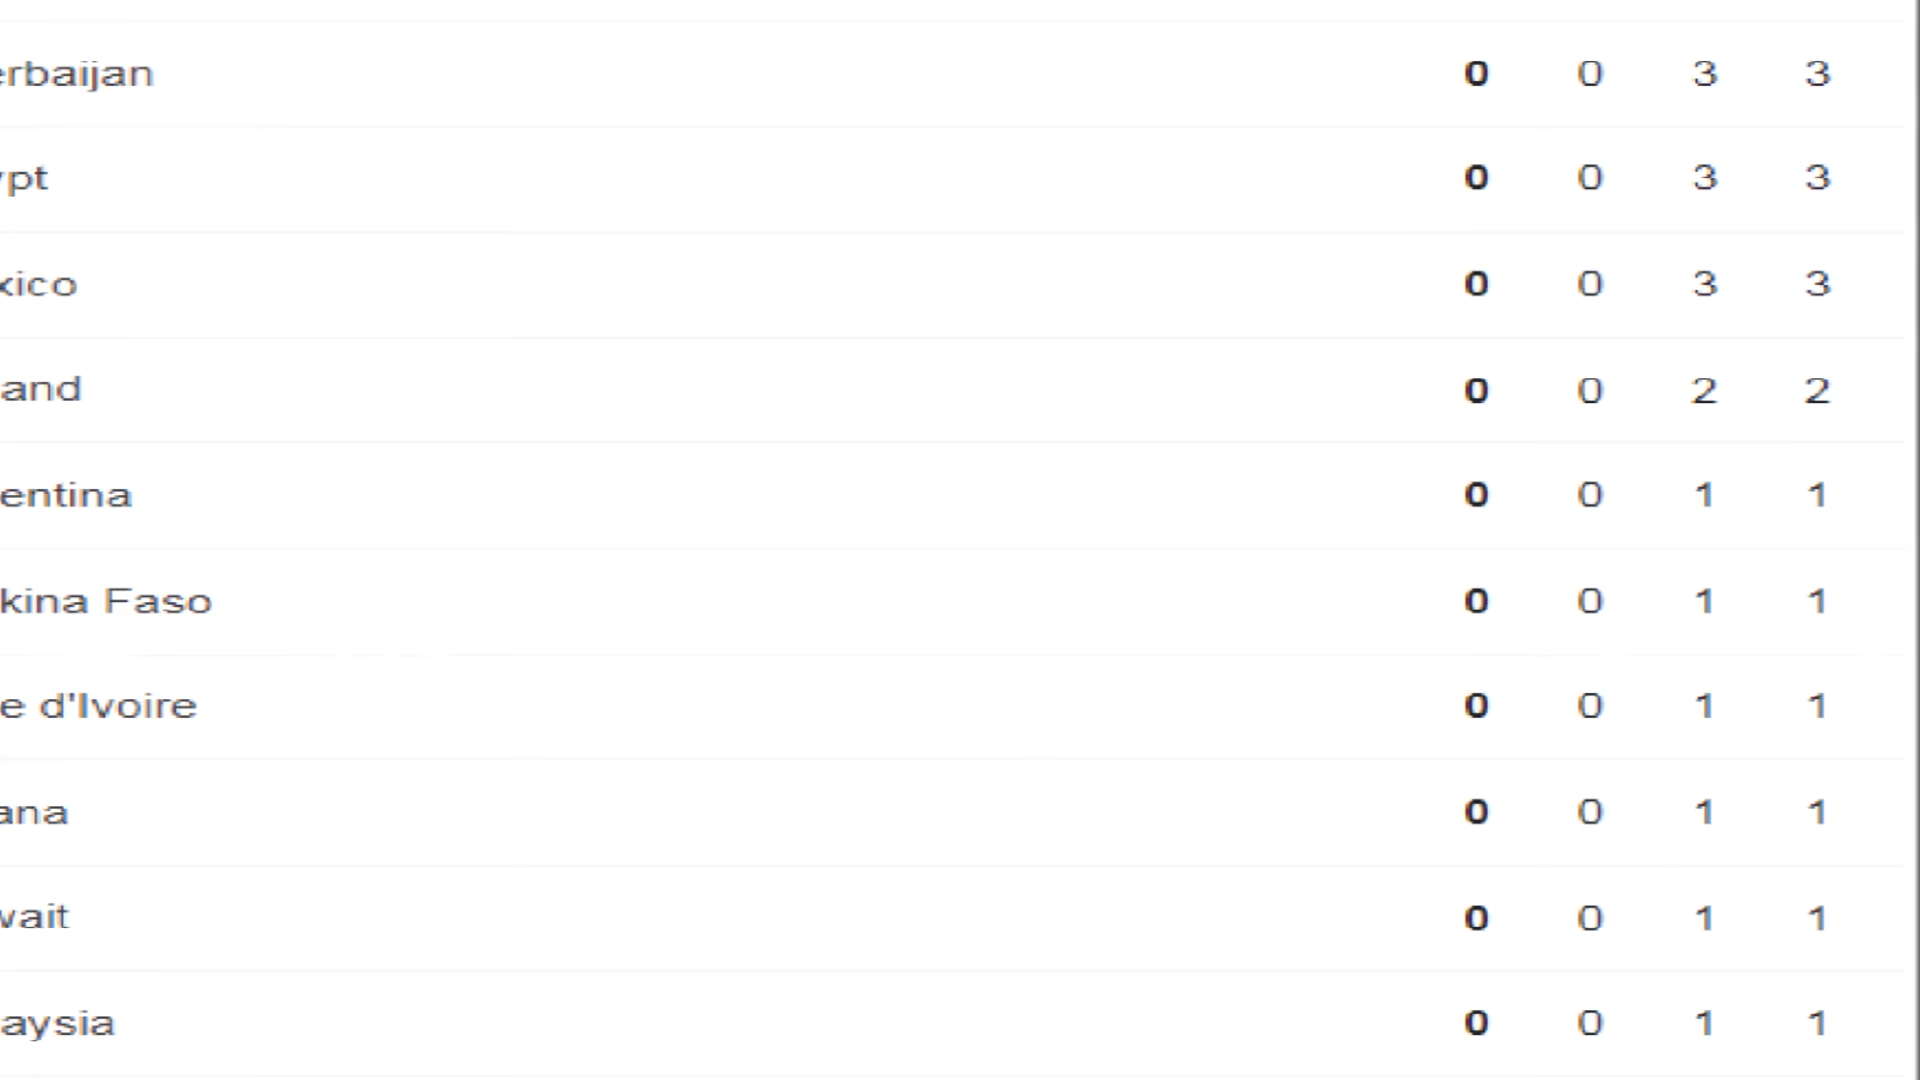 erbaijan 0 0 3 3
ypt 0 0 3 3
xico 0 0 3 3
and 0 0 2 2
entina 0 0 1 1
kina Faso 0 0 1 1
e d'Ivoire 0 0 1 1
ana 0 0 1 1
wait 0 0 1 1
aysia 0 0 1 1